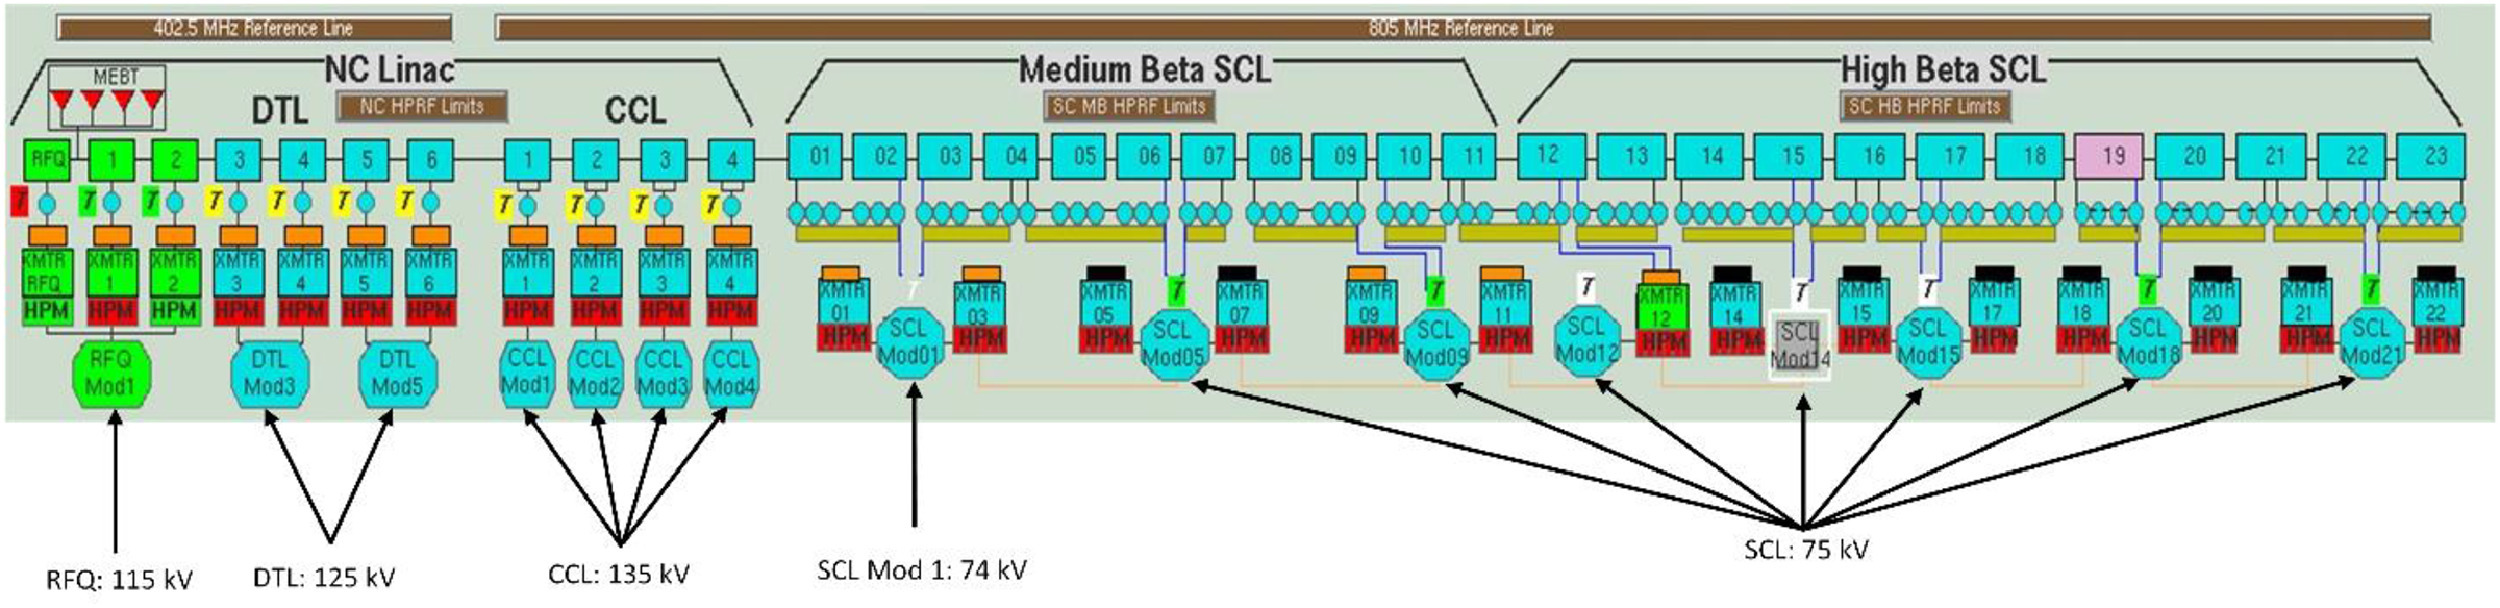 402.5 MHz Reference Line
805 MHz Reference Line
NC Linac
Medium Beta SCL
High Beta SCL
MEBT
DTL
NC HPRF Limits
CCL
SC MB HPRF Limits
SC HB HPRF Limits
RFQ 1 2 3 4 5 6 1 2 3 4 01 02 03 04 05 06 07 08 09 10 11 12 13 14 15 16 17 18 19 20 21 22 23
T T T T T T T T T T T
XMTR RFQ HPM
XMTR 1 HPM
XMTR 2 HPM
XMTR 3 HPM
XMTR 4 HPM
XMTR 5 HPM
XMTR 6 HPM
XMTR 1 HPM
XMTR 2 HPM
XMTR 3 HPM
XMTR 4 HPM
T T T T T T T T
XMTR 01 HPM
XMTR 03 HPM
XMTR 05 HPM
XMTR 07 HPM
XMTR 09 HPM
XMTR 11 HPM
XMTR 12 HPM
XMTR 14 HPM
XMTR 15 HPM
XMTR 17 HPM
XMTR 18 HPM
XMTR 20 HPM
XMTR 21 HPM
XMTR 22 HPM
RFQ Mod1
DTL Mod3
DTL Mod5
CCL Mod1
CCL Mod2
CCL Mod3
CCL Mod4
SCL Mod01
SCL Mod05
SCL Mod09
SCL Mod12
SCL Mod14
SCL Mod15
SCL Mod18
SCL Mod21
RFQ: 115 kV
DTL: 125 kV
CCL: 135 kV
SCL Mod 1: 74 kV
SCL: 75 kV